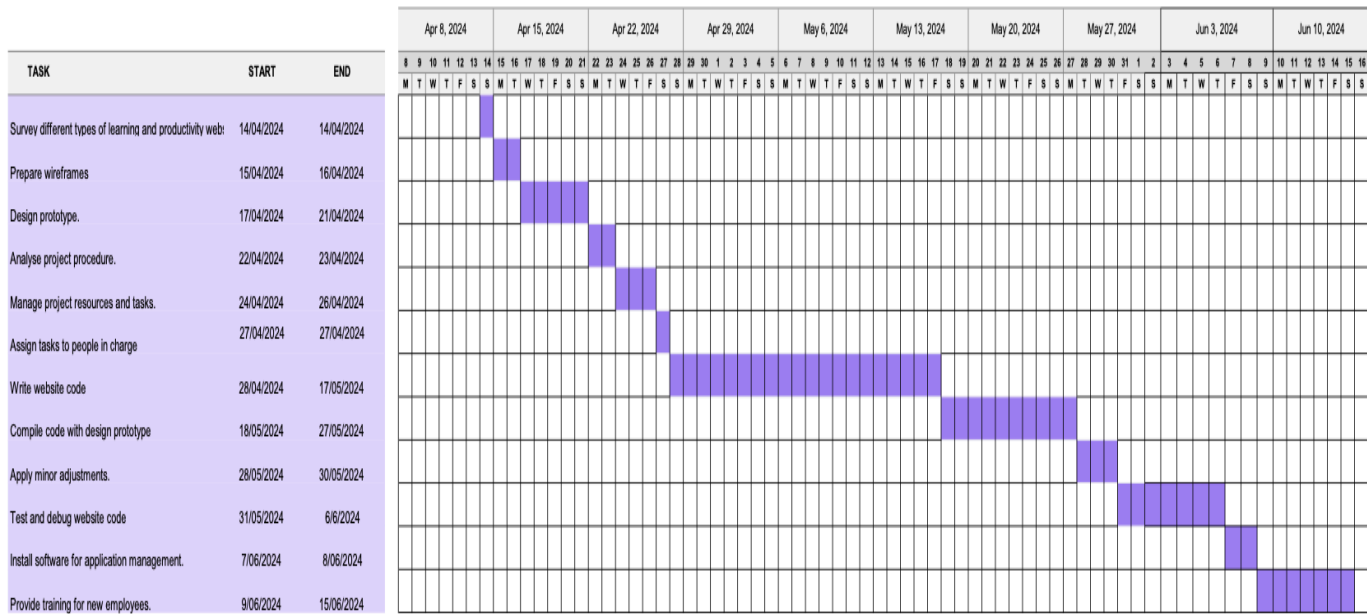 Apr 8, 2024 Apr 15, 2024 Apr 22, 2024 Apr 29, 2024 May 6, 2024 May 13, 2024 May 20, 2024 May 27, 2024 Jun 3, 2024 Jun 10, 2024
8 9 10 11 12 13 14 15 16 17 18 19 20 21 22 23 24 25 26 27 28 29 30 1 2 3 4 5 6 7 8 9 10 11 12 13 14 15 16 17 18 19 20 21 22 23 24 25 26 27 28 29 30 31 1 2 3 4 5 6 7 8 9 10 11 12 13 14 15 16
TASK START END
M T W T F S S M T W T F S S M T W T F S S M T W T F S S M T W T F S S M T W T F S S M T W T F S S M T W T F S S M T W T F S S M T W T F S S
Survey different types of learning and productivity webs 14/04/2024 14/04/2024
Prepare wireframes 15/04/2024 16/04/2024
Design prototype. 17/04/2024 21/04/2024
Analyse project procedure. 22/04/2024 23/04/2024
Manage project resources and tasks. 24/04/2024 26/04/2024
Assign tasks to people in charge 27/04/2024 27/04/2024
Write website code 28/04/2024 17/05/2024
Compile code with design prototype 18/05/2024 27/05/2024
Apply minor adjustments. 28/05/2024 30/05/2024
Test and debug website code 31/05/2024 6/6/2024
Install software for application management. 7/06/2024 8/06/2024
Provide training for new employees. 9/06/2024 15/06/2024